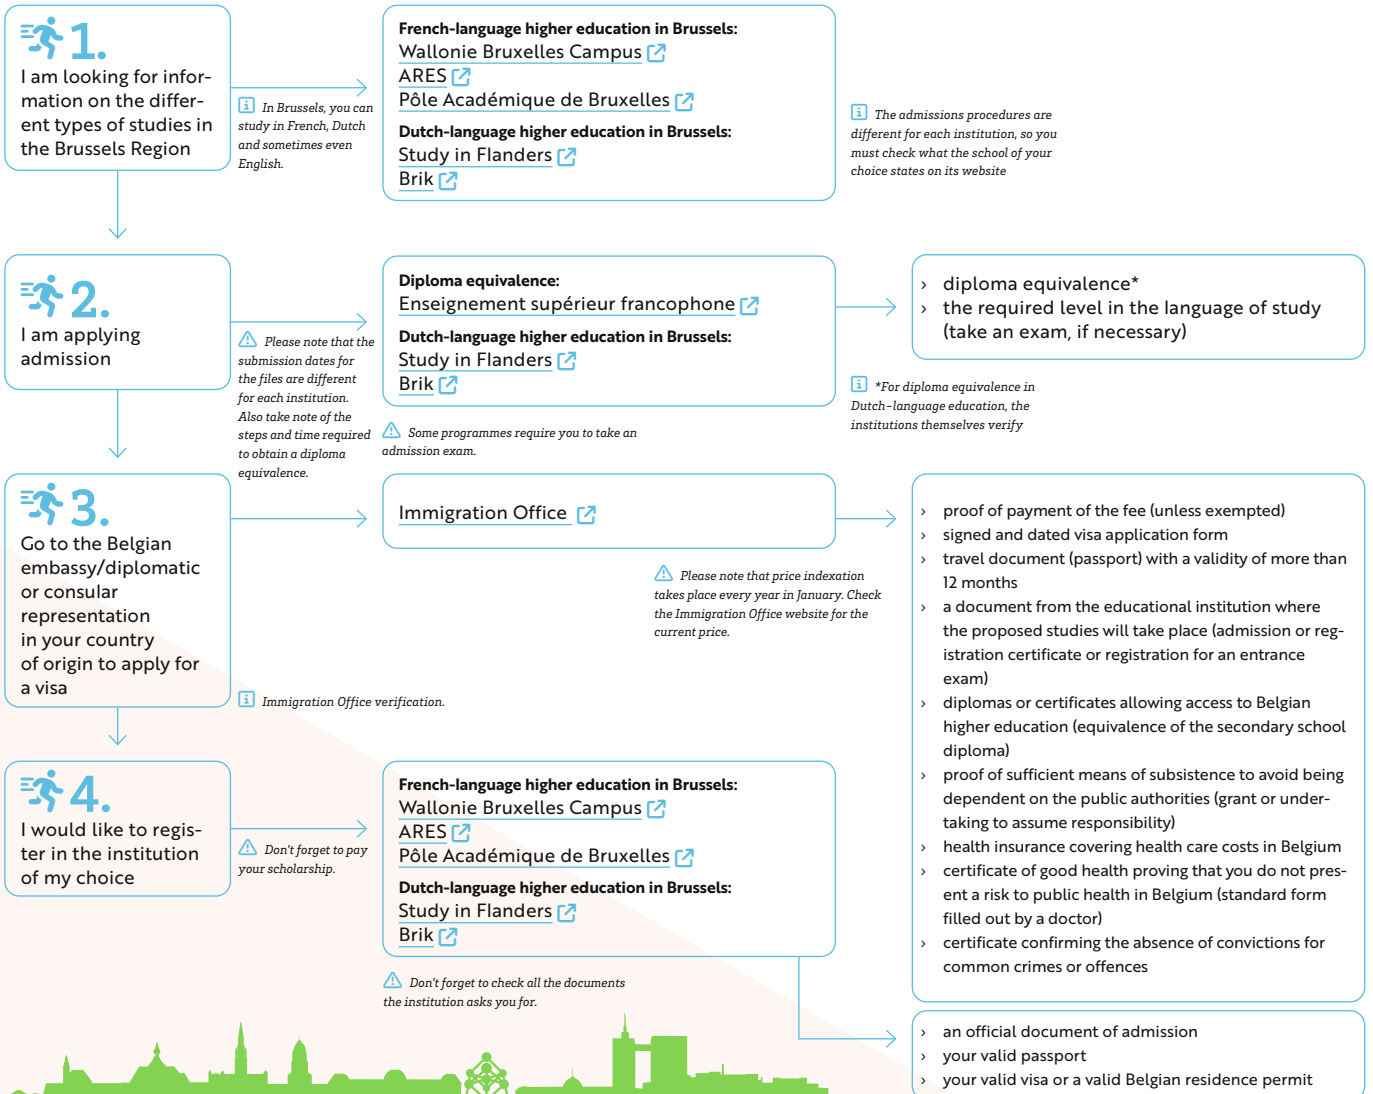 1.
I am looking for infor-
mation on the differ-
ent types of studies in
the Brussels Region
In Brussels, you can
study in French, Dutch
and sometimes even
English.
French-language higher education in Brussels:
Wallonie Bruxelles Campus
ARES
Pôle Académique de Bruxelles
Dutch-language higher education in Brussels:
Study in Flanders
Brik
The admissions procedures are
different for each institution, so you
must check what the school of your
choice states on its website
2.
I am applying
admission
Please note that the
submission dates for
the files are different
for each institution.
Also take note of the
steps and time required
to obtain a diploma
equivalence.
Diploma equivalence:
Enseignement supérieur francophone
Dutch-language higher education in Brussels:
Study in Flanders
Brik
Some programmes require you to take an
admission exam.
› diploma equivalence*
› the required level in the language of study
(take an exam, if necessary)
*For diploma equivalence in
Dutch-language education, the
institutions themselves verify
3.
Go to the Belgian
embassy/diplomatic
or consular
representation
in your country
of origin to apply for
a visa
Immigration Office verification.
Immigration Office
Please note that price indexation
takes place every year in January. Check
the Immigration Office website for the
current price.
› proof of payment of the fee (unless exempted)
› signed and dated visa application form
› travel document (passport) with a validity of more than
12 months
› a document from the educational institution where
the proposed studies will take place (admission or reg-
istration certificate or registration for an entrance
exam)
› diplomas or certificates allowing access to Belgian
higher education (equivalence of the secondary school
diploma)
› proof of sufficient means of subsistence to avoid being
dependent on the public authorities (grant or under-
taking to assume responsibility)
› health insurance covering health care costs in Belgium
› certificate of good health proving that you do not pres-
ent a risk to public health in Belgium (standard form
filled out by a doctor)
› certificate confirming the absence of convictions for
common crimes or offences
4.
I would like to regis-
ter in the institution
of my choice
Don't forget to pay
your scholarship.
French-language higher education in Brussels:
Wallonie Bruxelles Campus
ARES
Pôle Académique de Bruxelles
Dutch-language higher education in Brussels:
Study in Flanders
Brik
Don't forget to check all the documents
the institution asks you for.
› an official document of admission
› your valid passport
› your valid visa or a valid Belgian residence permit